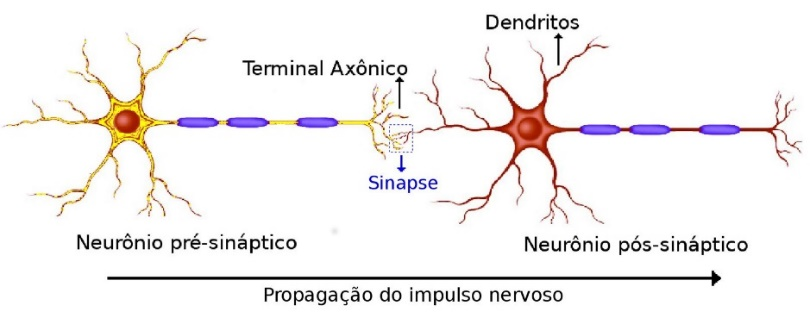 Dendritos
Terminal Axônico
Sinapse
Neurônio pré-sináptico
Neurônio pós-sináptico
Propagação do impulso nervoso